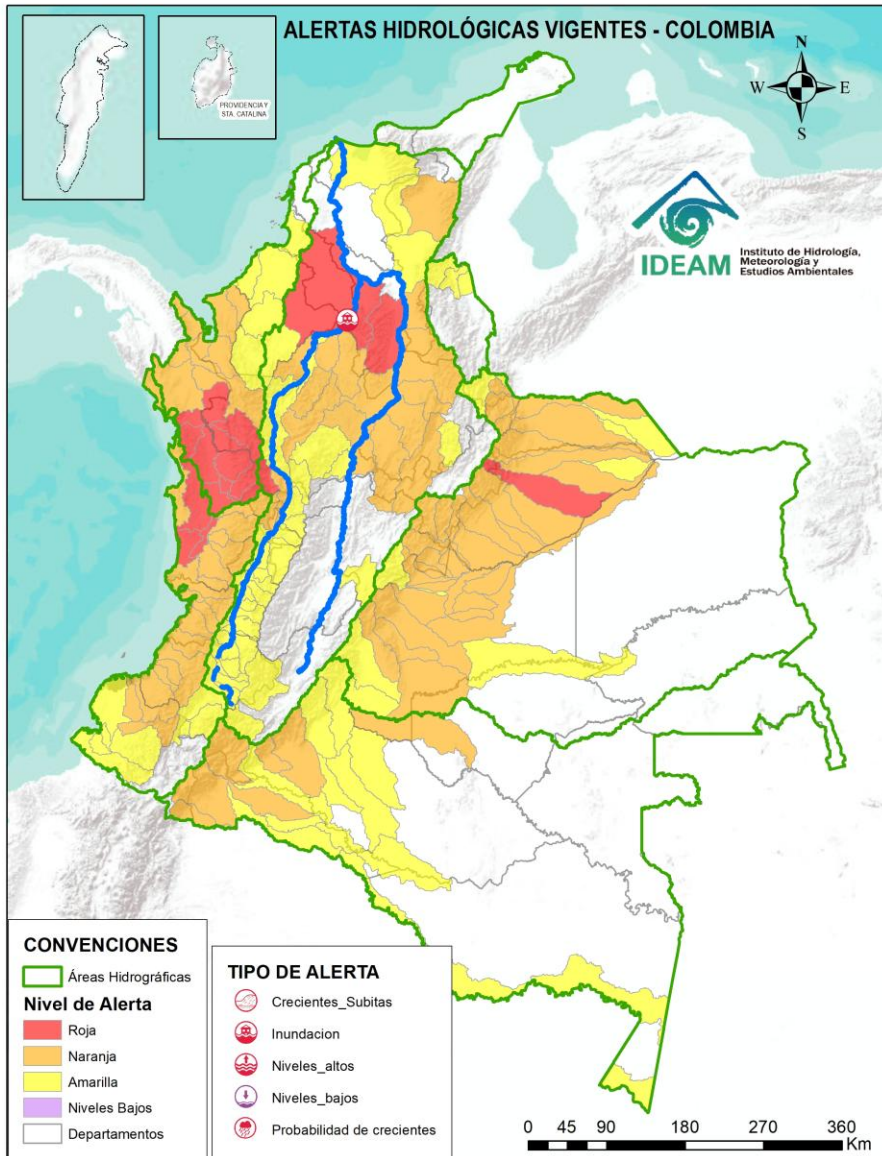 ALERTAS HIDROLÓGICAS VIGENTES - COLOMBIA
N
W
E
S
PROVIDENCIA Y
STA. CATALINA
IDEAM
Instituto de Hidrología,
Meteorología y
Estudios Ambientales
CONVENCIONES
Áreas Hidrográficas
Nivel de Alerta
Roja
Naranja
Amarilla
Niveles Bajos
Departamentos
TIPO DE ALERTA
Crecientes_Subitas
Inundacion
Niveles_altos
Niveles_bajos
Probabilidad de crecientes
0 45 90 180 270 360
Km